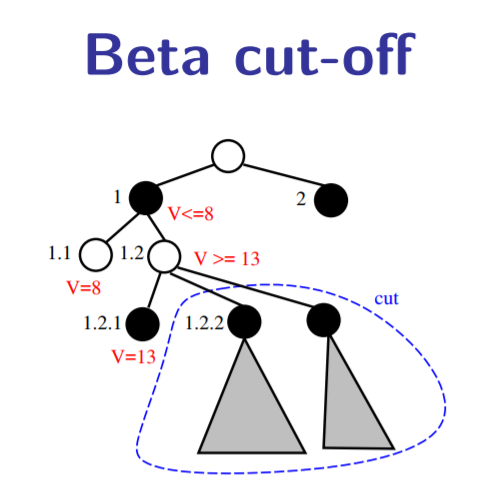 Beta cut-off
1
2
V<=8
1.1
1.2
V >= 13
V=8
cut
1.2.1
1.2.2
V=13